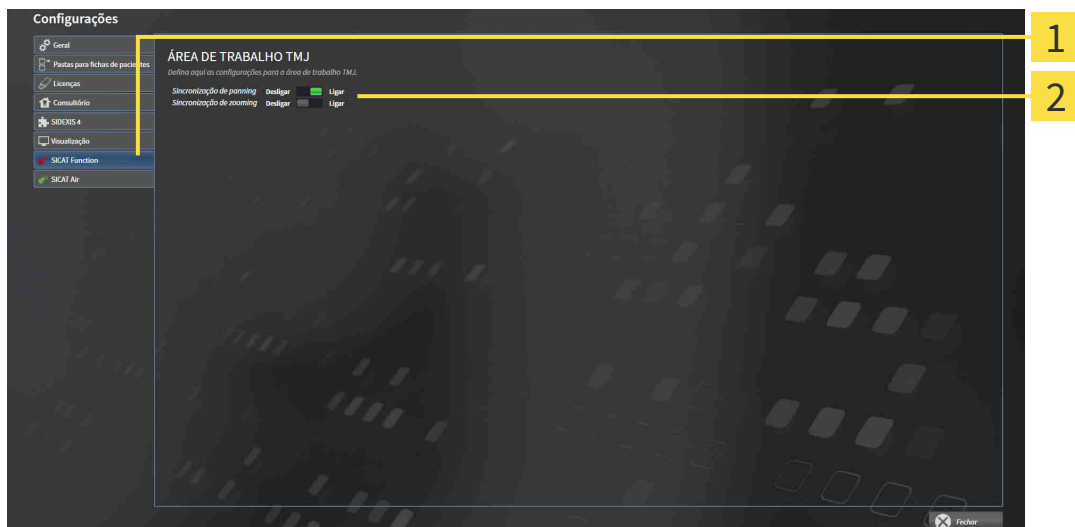 Configurações
Geral
Pastas para fichas de pacientes
Licenças
Consultório
SIDEXIS 4
Visualização
SICAT Function
SICAT Air
ÁREA DE TRABALHO TMJ
Defina aqui as configurações para a área de trabalho TMJ.
Sincronização de panning Desligar Ligar
Sincronização de zooming Desligar Ligar
Fechar
1
2